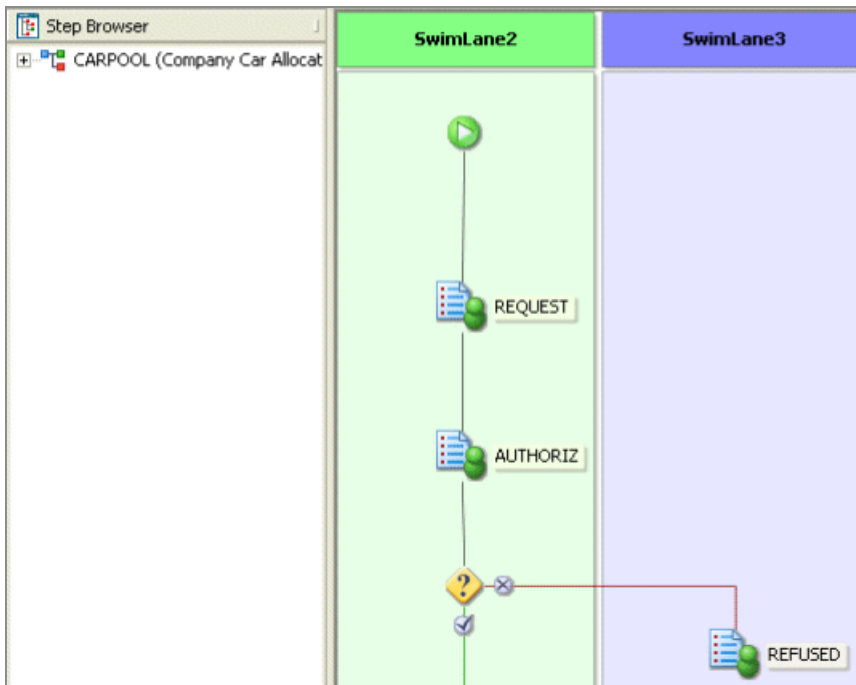 Step Browser
CARPOOL (Company Car Allocat
SwimLane2
SwimLane3
REQUEST
AUTHORIZ
?
REFUSED